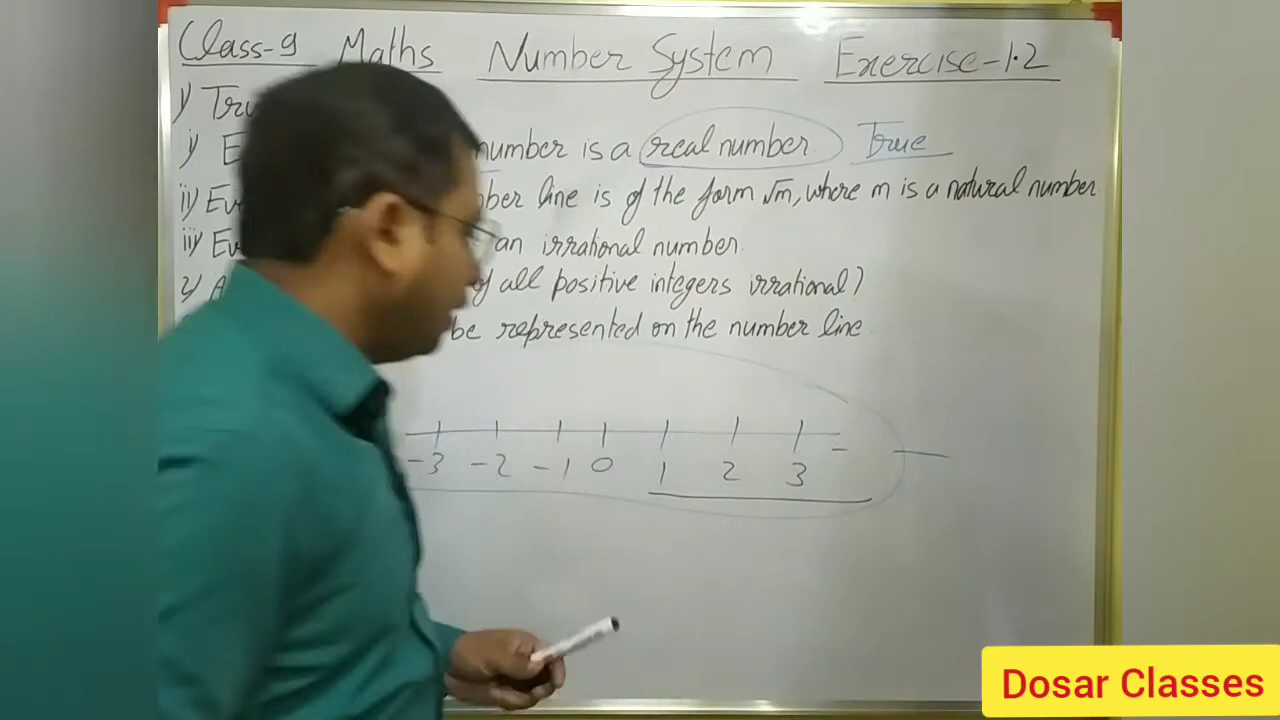 Class-9 Maths Number System Exercise-1.2
1) Tru
i) E number is a real number True
ii) Ev ber line is of the form √m, where m is a natural number
iii) Ev an irrational number.
2) A of all positive integers irrational?
be represented on the number line
-3 -2 -1 0 1 2 3 -
Dosar Classes